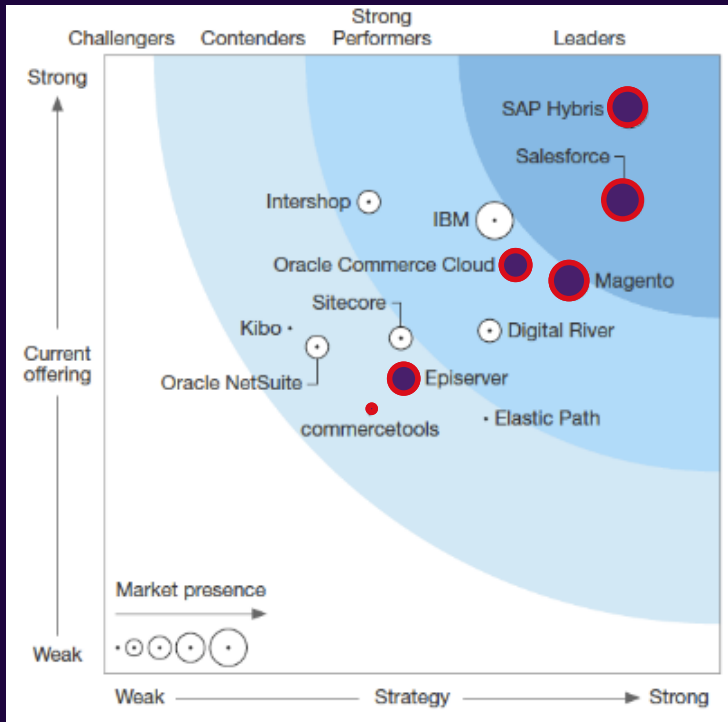 Challengers
Contenders
Strong
Performers
Leaders
Strong
SAP Hybris
Salesforce
Intershop
IBM
Oracle Commerce Cloud
Magento
Sitecore
Kibo
Digital River
Current
offering
Oracle NetSuite
Episerver
commercetools
Elastic Path
Market presence
Weak
Weak
Strategy
Strong